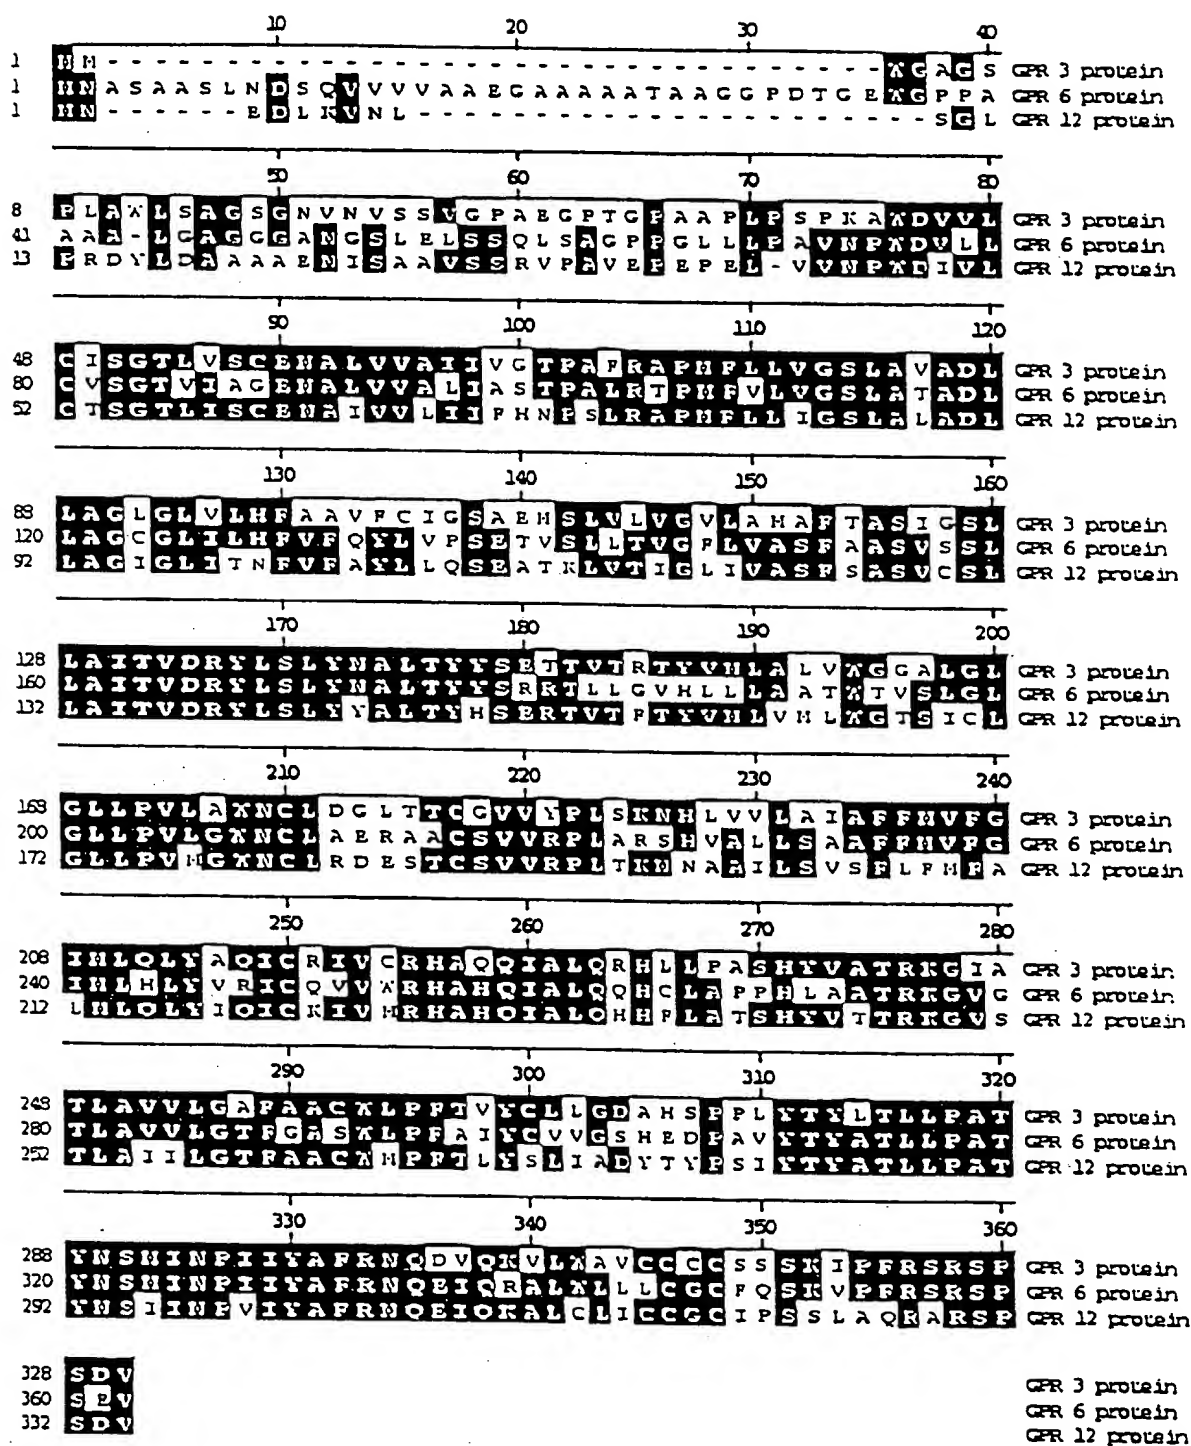 10 20 30 40
1 M M - - - - - - - - - - - - - - - - - - - - - - - - - - - - - - - - - W G A G S GPR 3 protein
1 M N A S A A S L N D S Q V V V V A A E G A A A A A T A A G G P D T G E W G P P A GPR 6 protein
1 M N - - - - - - E D L K V N L - - - - - - - - - - - - - - - - - - - - - - S G L GPR 12 protein
50 60 70 80
8 P L A W L S A G S G N V N V S S V G P A E G P T G P A A P L P S P K A W D V V L GPR 3 protein
41 A A A - L G A G G G A N G S L E L S S Q L S A G P P G L L L P A V N P W D V L L GPR 6 protein
13 P R D Y L D A A A A E N I S A A V S S R V P A V E P E P E L - V V N P W D I V L GPR 12 protein
90 100 110 120
48 C I S G T L V S C E N A L V V A I I V G T P A F R A P M F L L V G S L A V A D L GPR 3 protein
80 C V S G T V I A G E N A L V V A L I A S T P A L R T P M F V L V G S L A T A D L GPR 6 protein
52 C T S G T L I S C E N A I V V L I I F H N P S L R A P M F L L I G S L A L A D L GPR 12 protein
130 140 150 160
88 L A G L G L V L H F A A V F C I G S A E M S L V L V G V L A M A F T A S I G S L GPR 3 protein
120 L A G C G L I L H F V F Q Y L V P S E T V S L L T V G F L V A S F A A S V S S L GPR 6 protein
92 L A G I G L I T N F V F A Y L L Q S E A T K L V T I G L I V A S F S A S V C S L GPR 12 protein
170 180 190 200
128 L A I T V D R Y L S L Y N A L T Y Y S E T T V T R T Y V M L A L V W G G A L G L GPR 3 protein
160 L A I T V D R Y L S L Y N A L T Y Y S R R T L L G V H L L L A A T W T V S L G L GPR 6 protein
132 L A I T V D R Y L S L Y Y A L T Y H S E R T V T F T Y V M L V M L W G T S I C L GPR 12 protein
210 220 230 240
168 G L L P V L A W N C L D G L T T C G V V Y P L S K N H L V V L A I A F F M V F G GPR 3 protein
200 G L L P V L G W N C L A E R A A C S V V R P L A R S H V A L L S A A F F M V F G GPR 6 protein
172 G L L P V M G W N C L R D E S T C S V V R P L T K N N A A I L S V S F L F M F A GPR 12 protein
250 260 270 280
208 I M L Q L Y A Q I C R I V C R H A Q Q I A L Q R H L L P A S H Y V A T R K G I A GPR 3 protein
240 I M L H L Y V R I C Q V V W R H A H Q I A L Q Q H C L A P P H L A A T R K G V G GPR 6 protein
212 L M L Q L Y I Q I C K I V M R H A H Q I A L Q H H F L A T S H Y V T T R K G V S GPR 12 protein
290 300 310 320
248 T L A V V L G A F A A C W L P F T V Y C L L G D A H S P P L Y T Y L T L L P A T GPR 3 protein
280 T L A V V L G T F G A S W L P F A I Y C V V G S H E D P A V Y T Y A T L L P A T GPR 6 protein
252 T L A I I L G T F A A C W M P F T L Y S L I A D Y T Y P S I Y T Y A T L L P A T GPR 12 protein
330 340 350 360
288 Y N S M I N P I I Y A F R N Q D V Q K V L W A V C C C C S S S K I P F R S R S P GPR 3 protein
320 Y N S M I N P I I Y A F R N Q E I Q R A L W L L L C G C F Q S K V P F R S R S P GPR 6 protein
292 Y N S I I N P V I Y A F R N Q E I Q K A L C L I C C G C I P S S L A Q R A R S P GPR 12 protein
328 S D V GPR 3 protein
360 S E V GPR 6 protein
332 S D V GPR 12 protein